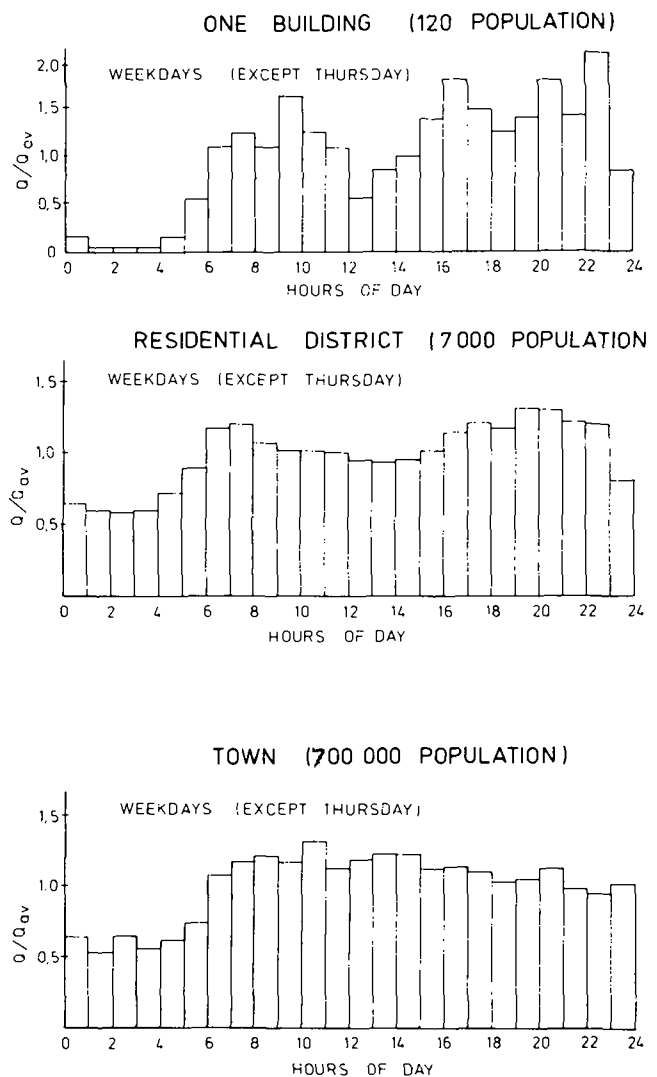 ONE BUILDING (120 POPULATION)
WEEKDAYS (EXCEPT THURSDAY)
2.0
1.5
1.0
0.5
0
Q/Qav
0 2 4 6 8 10 12 14 16 18 20 22 24
HOURS OF DAY
RESIDENTIAL DISTRICT (7000 POPULATION
WEEKDAYS (EXCEPT THURSDAY)
1,5
1,0
0,5
Q/Qav
0 2 4 6 8 10 12 14 16 18 20 22 24
HOURS OF DAY
TOWN (700 000 POPULATION)
WEEKDAYS (EXCEPT THURSDAY)
1,5
1.0
0,5
Q/Qav
0 2 4 6 8 10 12 14 16 18 20 22 24
HOURS OF DAY